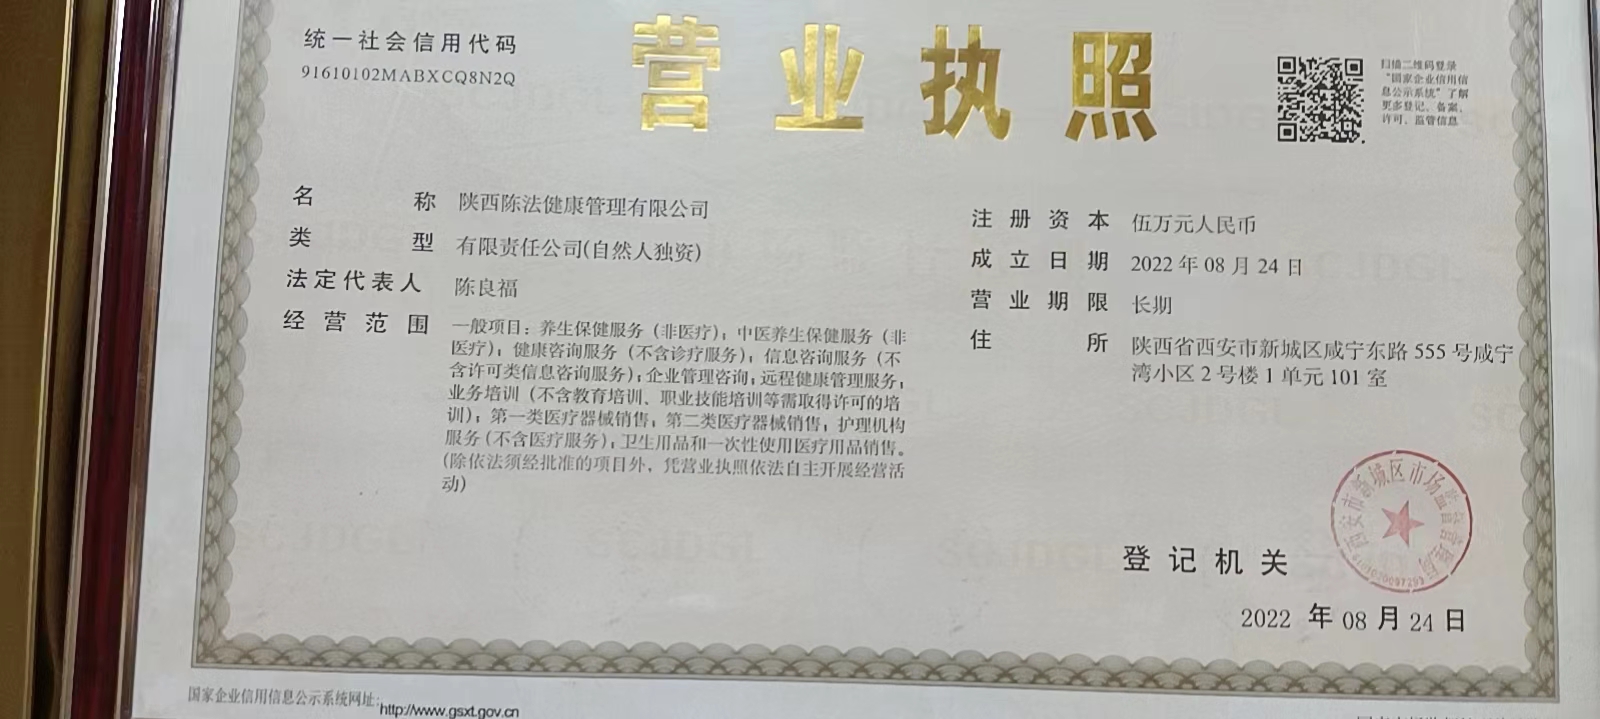 统一社会信用代码
91610102MABXCQ8N2Q
营业执照
扫描二维码登录
“国家企业信用信
息公示系统”了解
更多登记、备案、
许可、监管信息
名称 陕西陈法健康管理有限公司
类型 有限责任公司(自然人独资)
法定代表人 陈良福
经营范围 一般项目：养生保健服务（非医疗）；中医养生保健服务（非
医疗）；健康咨询服务（不含诊疗服务）；信息咨询服务（不
含许可类信息咨询服务）；企业管理咨询；远程健康管理服务；
业务培训（不含教育培训、职业技能培训等需取得许可的培
训）；第一类医疗器械销售；第二类医疗器械销售；护理机构
服务（不含医疗服务）；卫生用品和一次性使用医疗用品销售。
(除依法须经批准的项目外，凭营业执照依法自主开展经营活
动)
注册资本 伍万元人民币
成立日期 2022年08月24日
营业期限 长期
住所 陕西省西安市新城区咸宁东路555号咸宁
湾小区2号楼1单元101室
西安市新城区市场监督管理局
登记机关
2022年08月24日
国家企业信用信息公示系统网址:http://www.gsxt.gov.cn